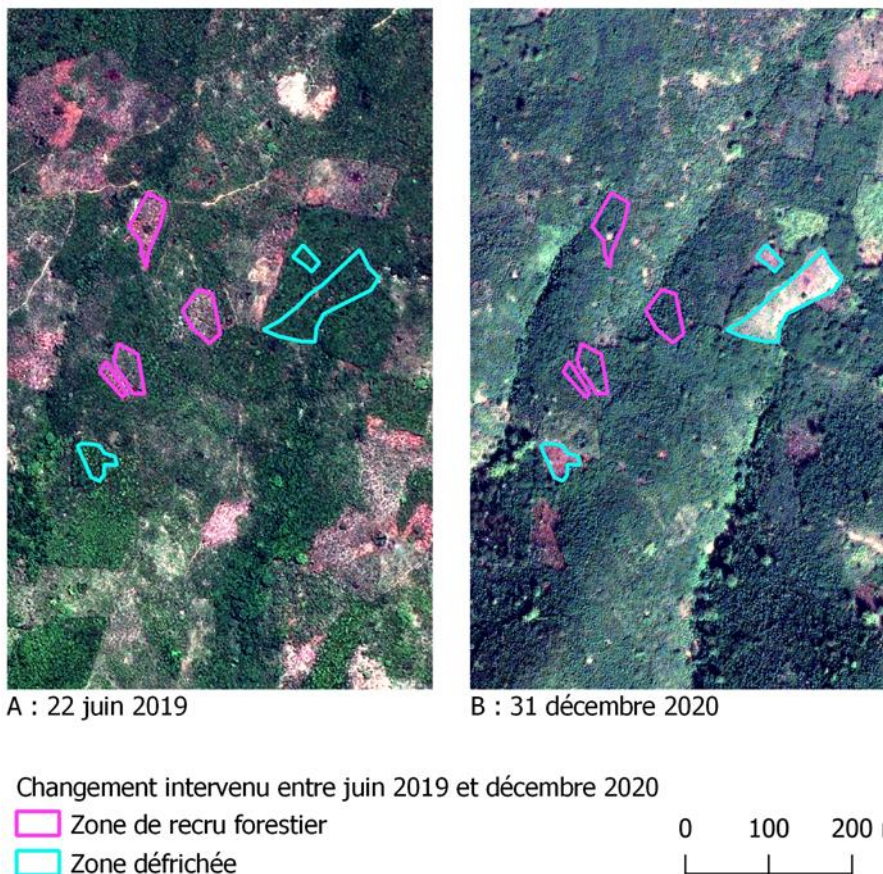 A : 22 juin 2019
B : 31 décembre 2020
Changement intervenu entre juin 2019 et décembre 2020
Zone de recru forestier
Zone défrichée
0 100 200